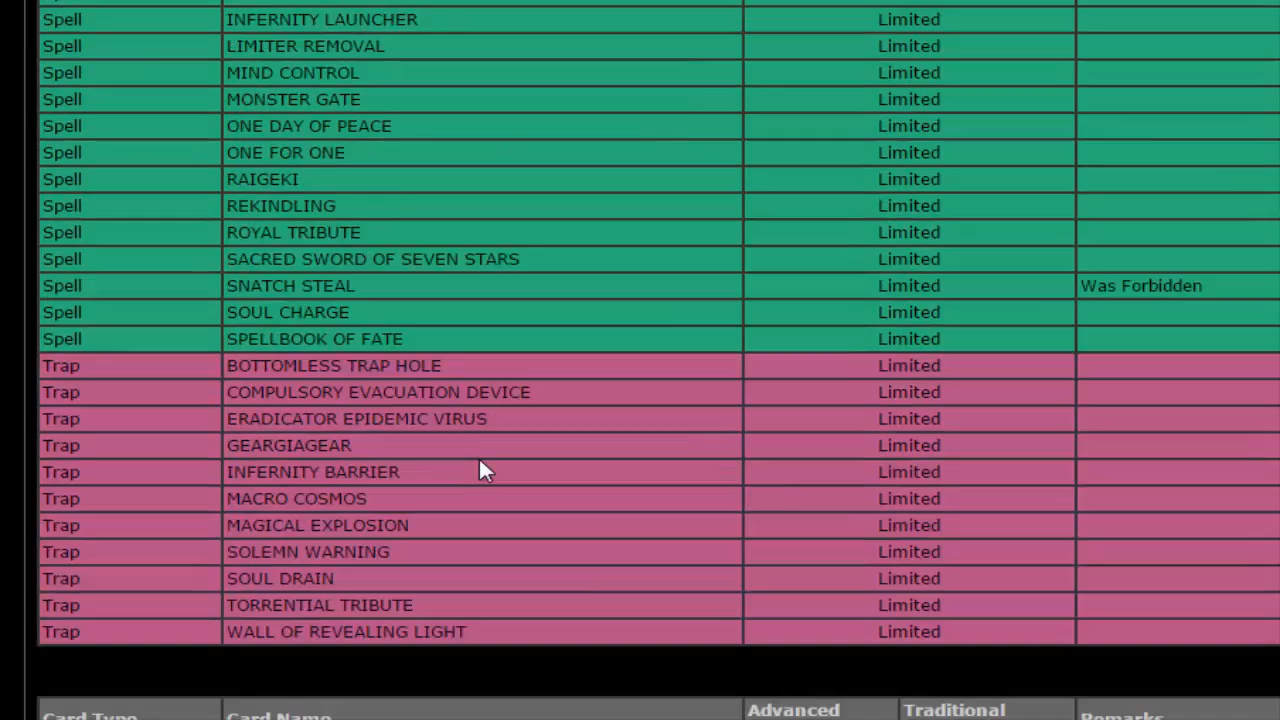 Spell INFERNITY LAUNCHER Limited
Spell LIMITER REMOVAL Limited
Spell MIND CONTROL Limited
Spell MONSTER GATE Limited
Spell ONE DAY OF PEACE Limited
Spell ONE FOR ONE Limited
Spell RAIGEKI Limited
Spell REKINDLING Limited
Spell ROYAL TRIBUTE Limited
Spell SACRED SWORD OF SEVEN STARS Limited
Spell SNATCH STEAL Limited Was Forbidden
Spell SOUL CHARGE Limited
Spell SPELLBOOK OF FATE Limited
Trap BOTTOMLESS TRAP HOLE Limited
Trap COMPULSORY EVACUATION DEVICE Limited
Trap ERADICATOR EPIDEMIC VIRUS Limited
Trap GEARGIAGEAR Limited
Trap INFERNITY BARRIER Limited
Trap MACRO COSMOS Limited
Trap MAGICAL EXPLOSION Limited
Trap SOLEMN WARNING Limited
Trap SOUL DRAIN Limited
Trap TORRENTIAL TRIBUTE Limited
Trap WALL OF REVEALING LIGHT Limited
Card Type Card Name Advanced Traditional Remarks